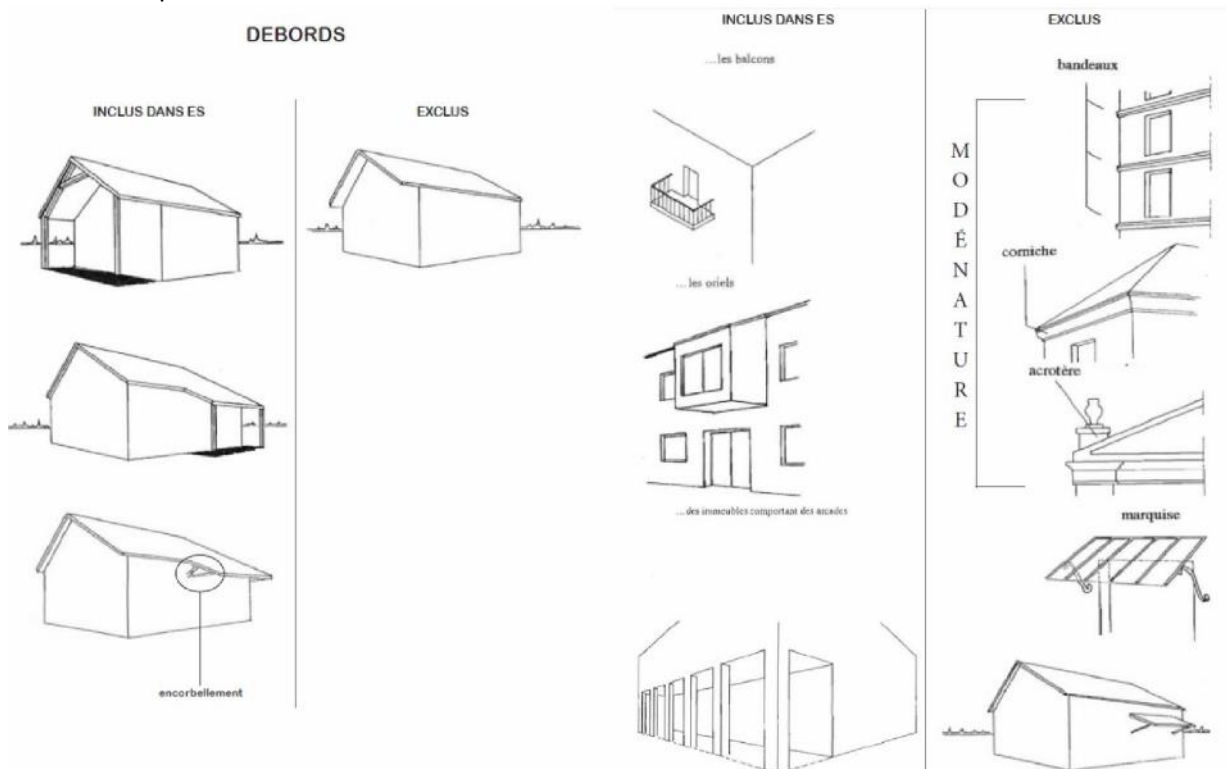 DEBORDS
INCLUS DANS ES
EXCLUS
encorbellement
INCLUS DANS ES
EXCLUS
...les balcons
...les oriels
...des immeubles comportant des arcades
MODÉNATURE
bandeaux
corniche
acrotère
marquise